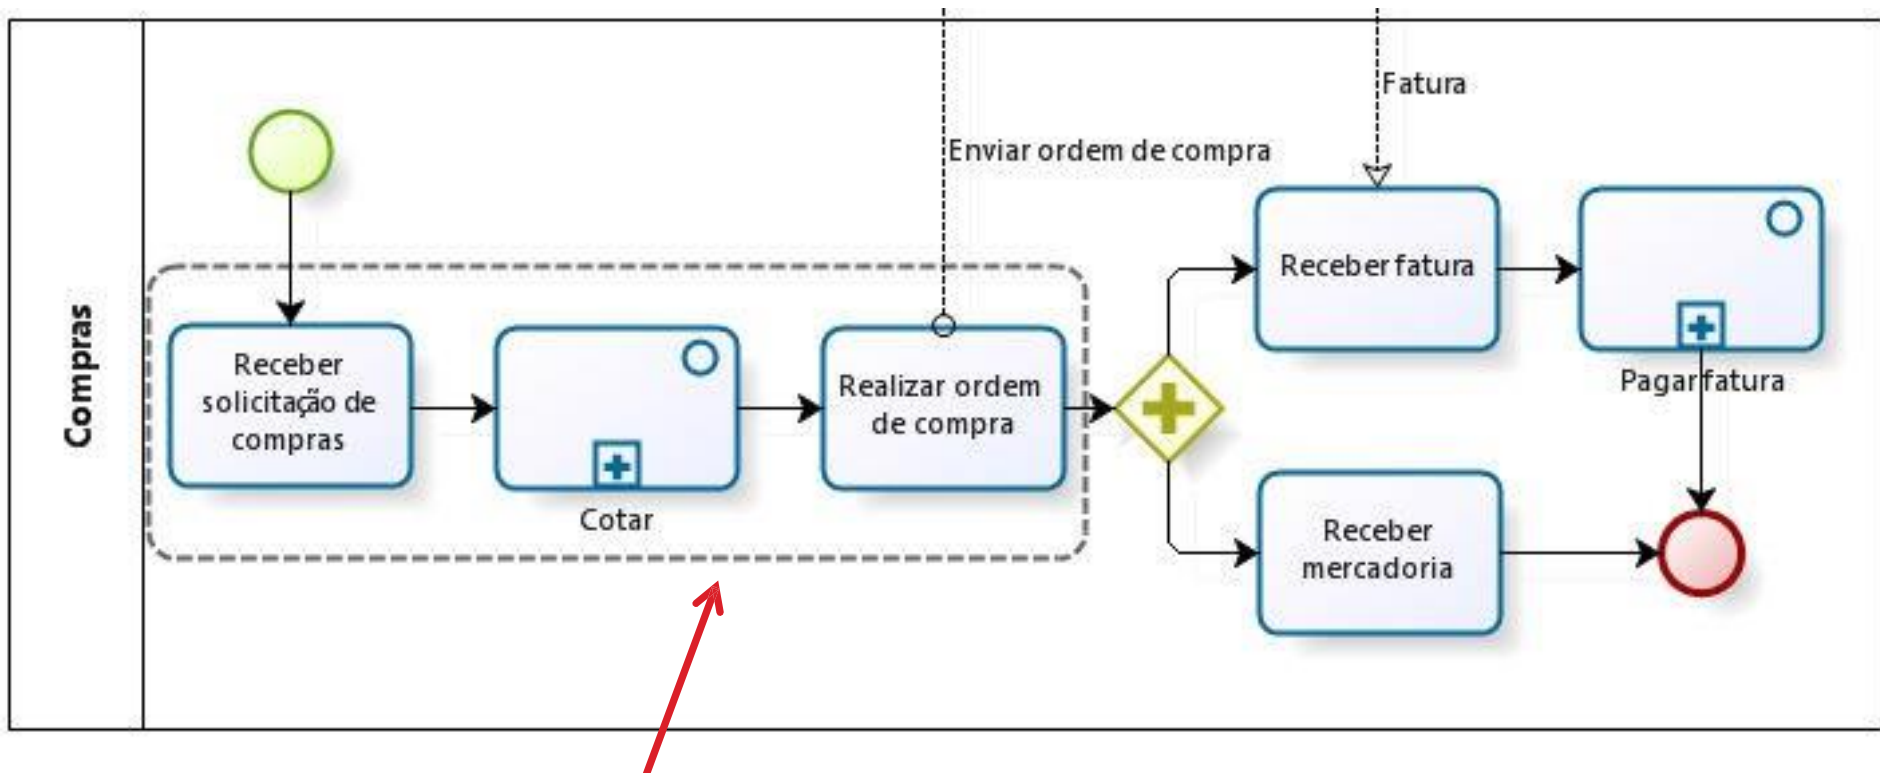 Compras
Fatura
Enviar ordem de compra
Receber
solicitação de
compras
Cotar
Realizar ordem
de compra
Receber fatura
Pagar fatura
Receber
mercadoria